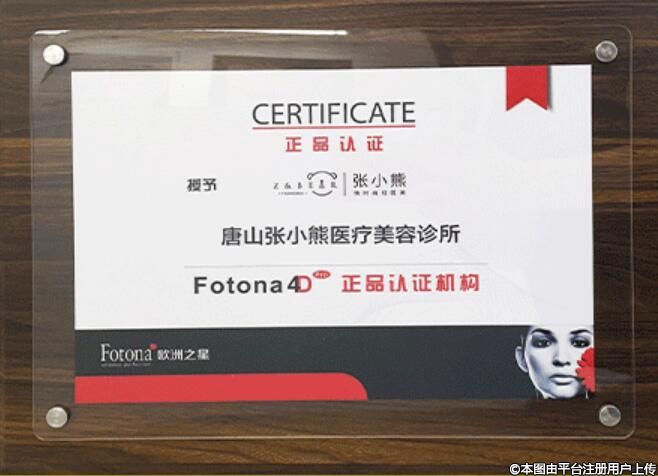 CERTIFICATE
正品认证
授予
Z&BEAR 张小熊
唐山张小熊医疗美容诊所
Fotona4D Pro 正品认证机构
Fotona 欧洲之星
©本图由平台注册用户上传